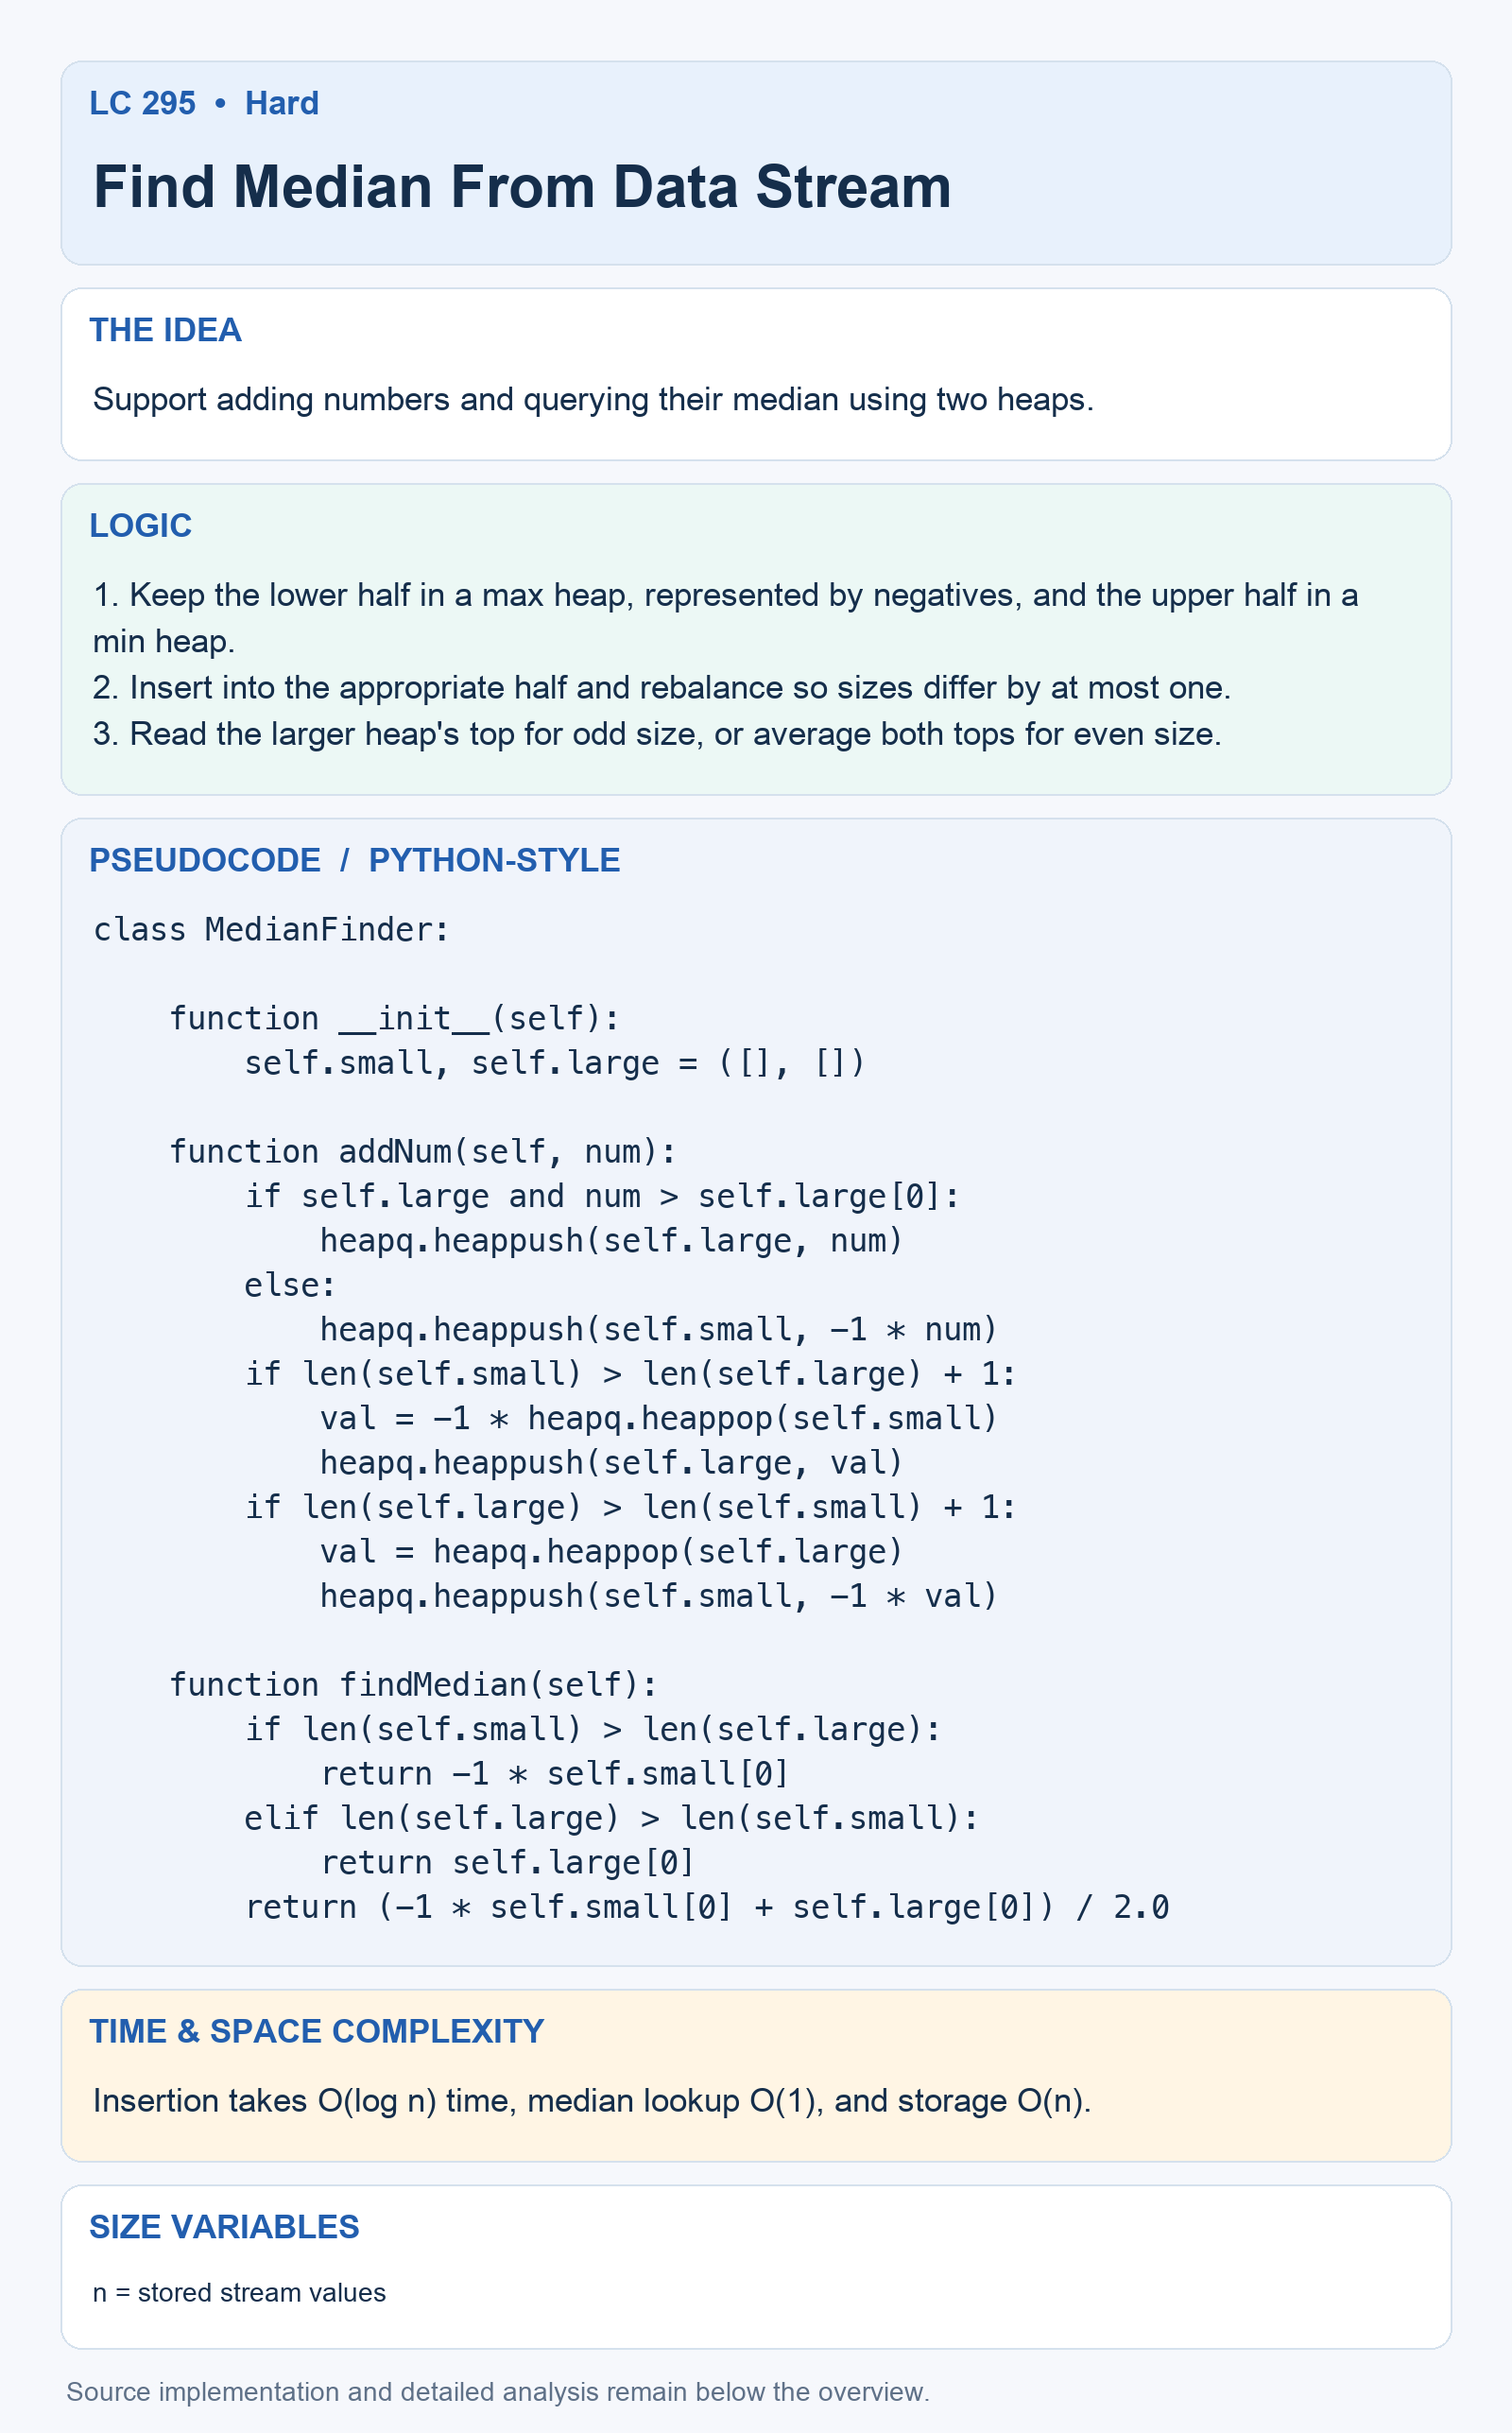 LC 295 • Hard
Find Median From Data Stream
THE IDEA
Support adding numbers and querying their median using two heaps.
LOGIC
1. Keep the lower half in a max heap, represented by negatives, and the upper half in a
min heap.
2. Insert into the appropriate half and rebalance so sizes differ by at most one.
3. Read the larger heap's top for odd size, or average both tops for even size.
PSEUDOCODE / PYTHON-STYLE
class MedianFinder:
    function __init__(self):
        self.small, self.large = ([], [])
    function addNum(self, num):
        if self.large and num > self.large[0]:
            heapq.heappush(self.large, num)
        else:
            heapq.heappush(self.small, −1 * num)
        if len(self.small) > len(self.large) + 1:
            val = −1 * heapq.heappop(self.small)
            heapq.heappush(self.large, val)
        if len(self.large) > len(self.small) + 1:
            val = heapq.heappop(self.large)
            heapq.heappush(self.small, −1 * val)
    function findMedian(self):
        if len(self.small) > len(self.large):
            return −1 * self.small[0]
        elif len(self.large) > len(self.small):
            return self.large[0]
        return (−1 * self.small[0] + self.large[0]) / 2.0
TIME & SPACE COMPLEXITY
Insertion takes O(log n) time, median lookup O(1), and storage O(n).
SIZE VARIABLES
n = stored stream values
Source implementation and detailed analysis remain below the overview.